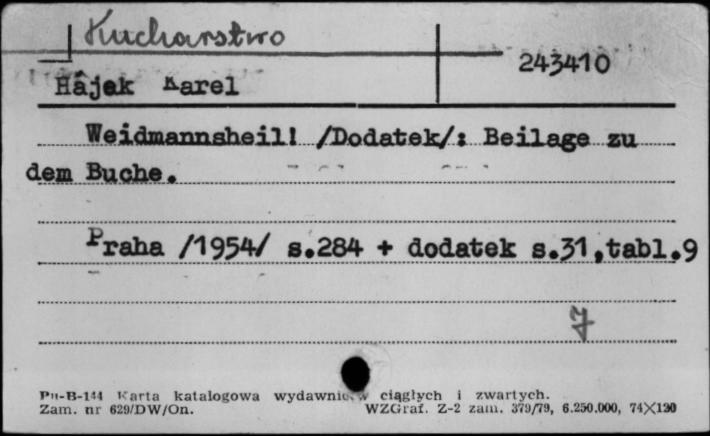 Kucharstwo
243410
Hájek Karel
Weidmannsheil! /Dodatek/: Beilage zu
dem Buche.
Praha /1954/ s.284 + dodatek s.31,tabl.9
7
Pu-B-144 Karta katalogowa wydawnictw ciągłych i zwartych.
Zam. nr 629/DW/On. WZGraf. Z-2 zam. 379/79, 6.250.000, 74×120